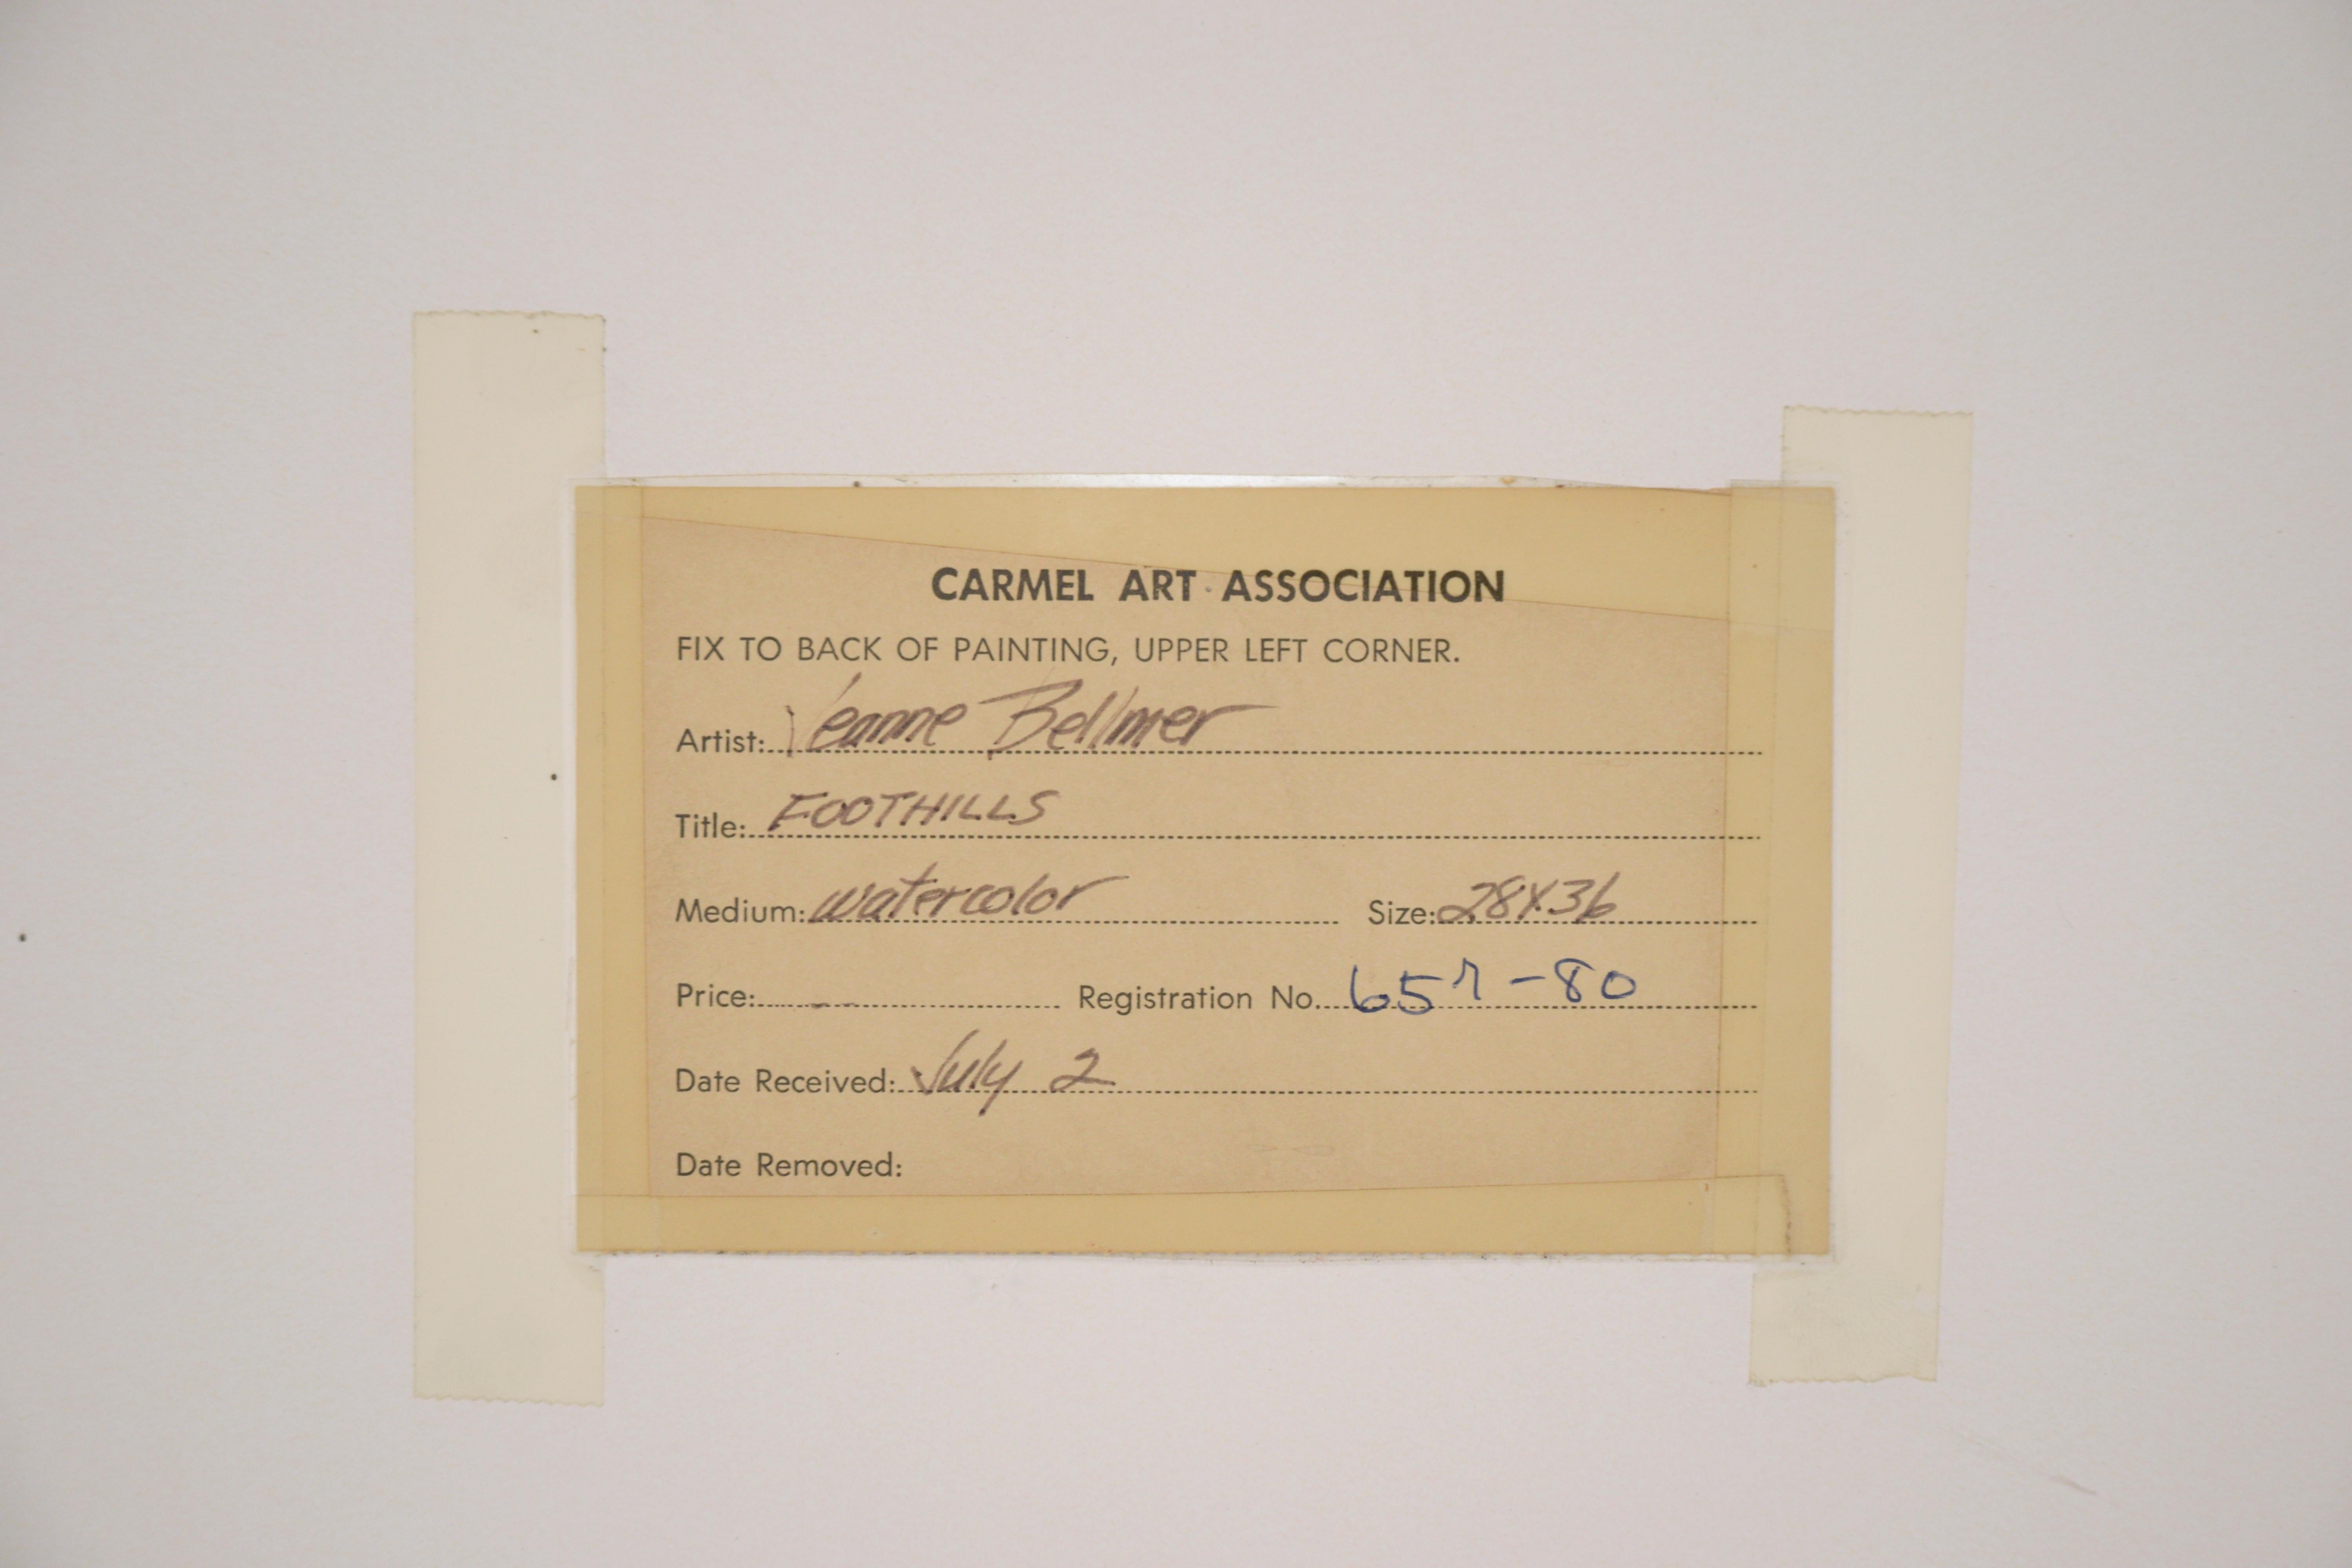 CARMEL ART ASSOCIATION
FIX TO BACK OF PAINTING, UPPER LEFT CORNER.
Artist: Jeanne Bellmer
Title: FOOTHILLS
Medium: watercolor Size: 28X36
Price: -- Registration No. 657-80
Date Received: July 2
Date Removed: